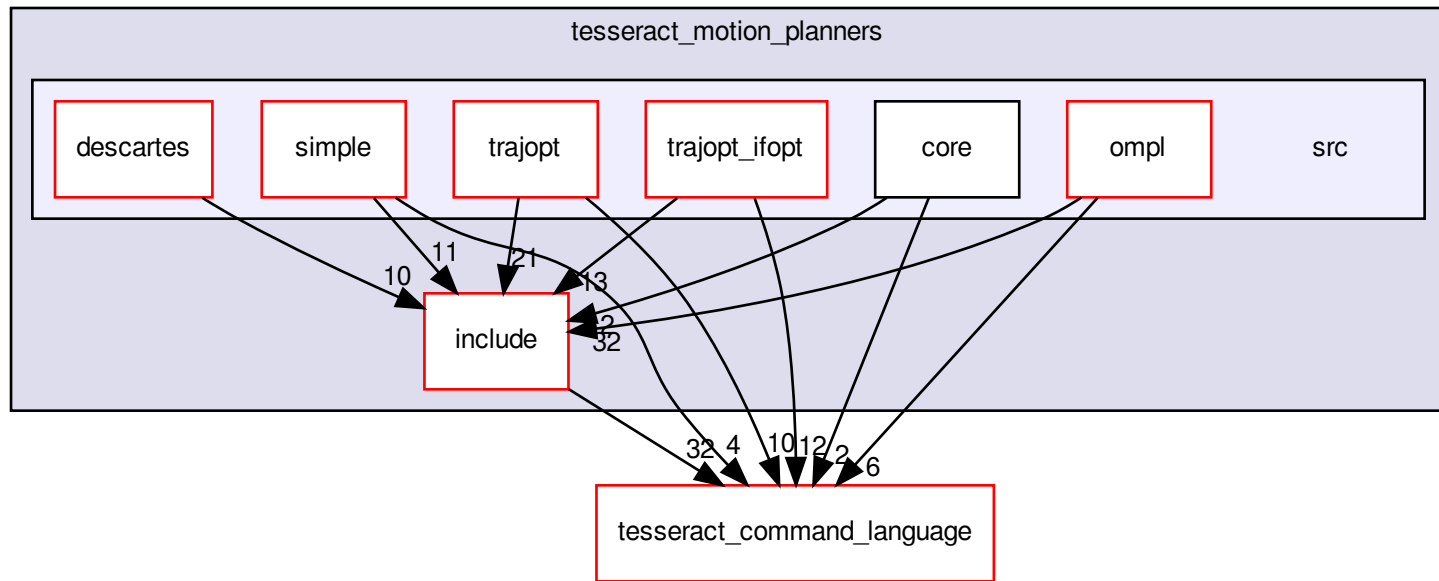 tesseract_motion_planners
descartes
simple
trajopt
trajopt_ifopt
core
ompl
src
10
11
21
13
2
32
include
32
4
10
12
2
6
tesseract_command_language